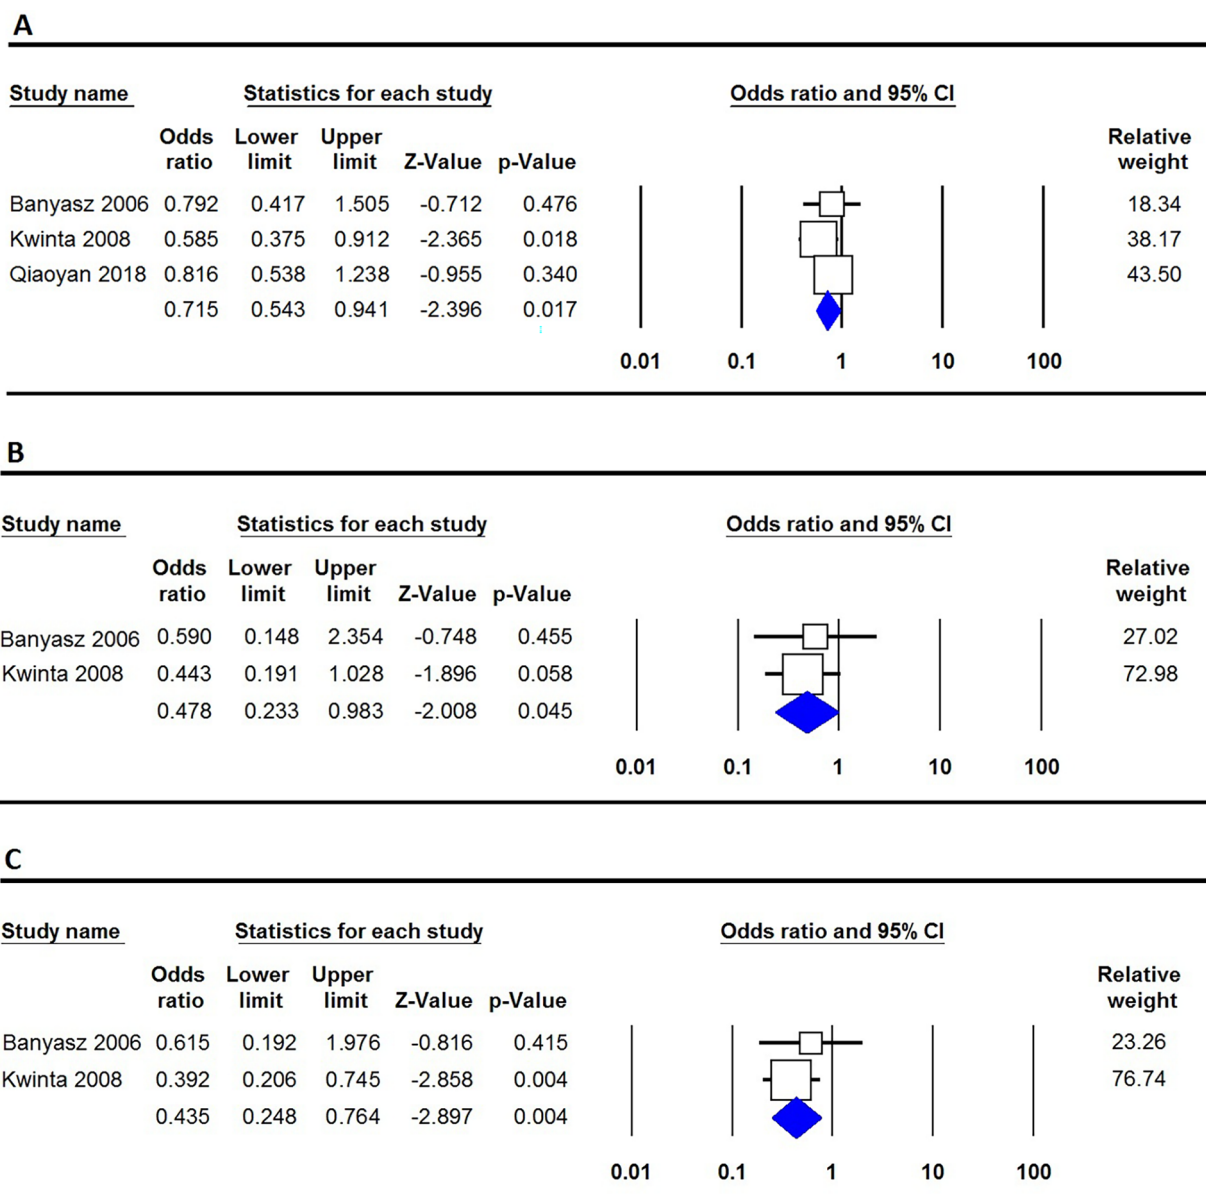 A
Study name Statistics for each study Odds ratio and 95% CI
Odds Lower Upper Relative
ratio limit limit Z-Value p-Value weight
Banyasz 2006 0.792 0.417 1.505 -0.712 0.476 18.34
Kwinta 2008 0.585 0.375 0.912 -2.365 0.018 38.17
Qiaoyan 2018 0.816 0.538 1.238 -0.955 0.340 43.50
0.715 0.543 0.941 -2.396 0.017
0.01 0.1 1 10 100
B
Study name Statistics for each study Odds ratio and 95% CI
Odds Lower Upper Relative
ratio limit limit Z-Value p-Value weight
Banyasz 2006 0.590 0.148 2.354 -0.748 0.455 27.02
Kwinta 2008 0.443 0.191 1.028 -1.896 0.058 72.98
0.478 0.233 0.983 -2.008 0.045
0.01 0.1 1 10 100
C
Study name Statistics for each study Odds ratio and 95% CI
Odds Lower Upper Relative
ratio limit limit Z-Value p-Value weight
Banyasz 2006 0.615 0.192 1.976 -0.816 0.415 23.26
Kwinta 2008 0.392 0.206 0.745 -2.858 0.004 76.74
0.435 0.248 0.764 -2.897 0.004
0.01 0.1 1 10 100